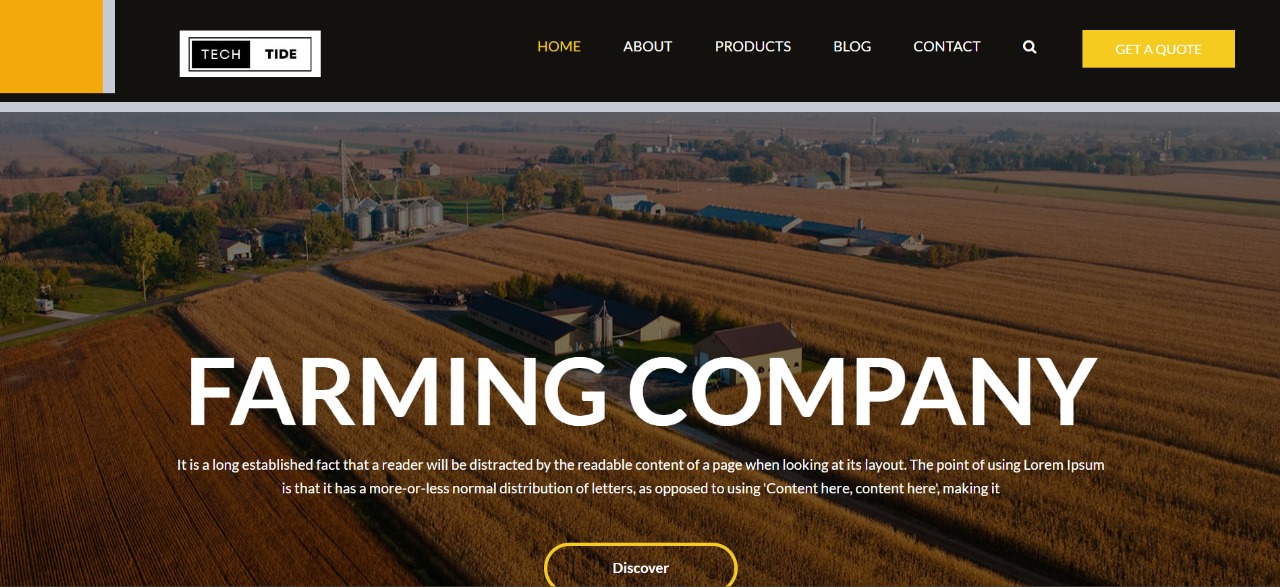 TECH TIDE
HOME ABOUT PRODUCTS BLOG CONTACT GET A QUOTE
FARMING COMPANY
It is a long established fact that a reader will be distracted by the readable content of a page when looking at its layout. The point of using Lorem Ipsum
is that it has a more-or-less normal distribution of letters, as opposed to using 'Content here, content here', making it
Discover